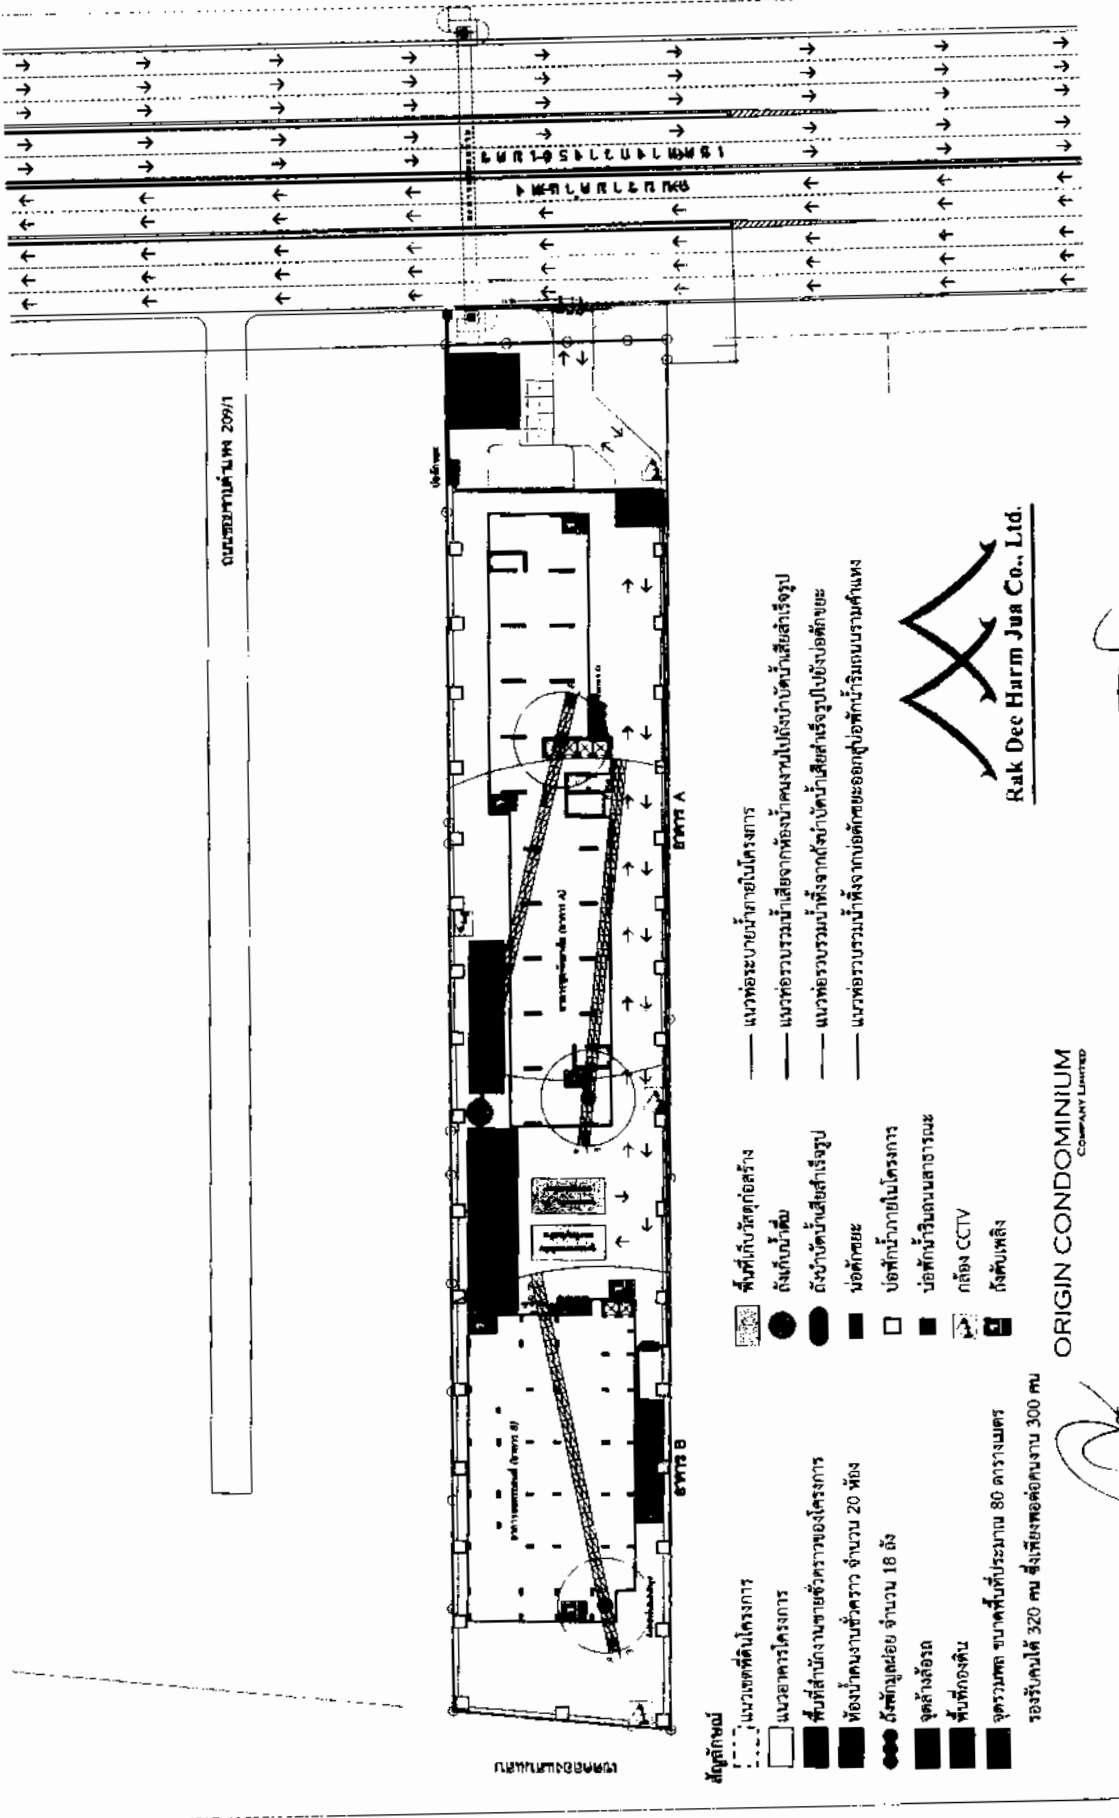 ถนนซอยรามคำแหง 209/1
อาคาร A
อาคาร B
สัญลักษณ์
แนวเขตที่ดินโครงการ
แนวอาคารโครงการ
พื้นที่สำนักงานขายชั่วคราวของโครงการ
ห้องน้ำคนงานชั่วคราว จำนวน 20 ห้อง
ถังพักมูลฝอย จำนวน 18 ถัง
จุดล้างล้อรถ
พื้นที่กองดิน
จุดรวมพล ขนาดพื้นที่ประมาณ 80 ตารางเมตร
รองรับคนได้ 320 คน ซึ่งเพียงพอต่อคนงาน 300 คน
พื้นที่เก็บวัสดุก่อสร้าง
ถังเก็บน้ำดิบ
ถังบำบัดน้ำเสียสำเร็จรูป
บ่อดักขยะ
บ่อพักน้ำภายในโครงการ
บ่อพักน้ำริมถนนสาธารณะ
กล้อง CCTV
ถังดับเพลิง
แนวท่อระบายน้ำภายในโครงการ
แนวท่อรวบรวมน้ำเสียจากห้องน้ำคนงานไปถังบำบัดน้ำเสียสำเร็จรูป
แนวท่อรวบรวมน้ำทิ้งจากถังบำบัดน้ำเสียสำเร็จรูปไปยังบ่อดักขยะ
แนวท่อรวบรวมน้ำทิ้งจากบ่อดักขยะออกสู่บ่อพักน้ำริมถนนรามคำแหง
ORIGIN CONDOMINIUM
COMPANY LIMITED
Rak Dee Harm Jua Co., Ltd.